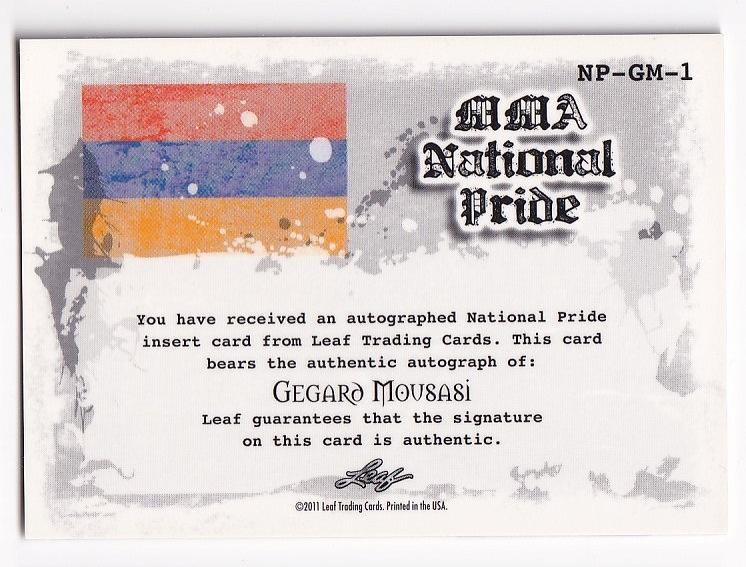 NP-GM-1
MMA
National
Pride
You have received an autographed National Pride
insert card from Leaf Trading Cards. This card
bears the authentic autograph of:
Gegard Mousasi
Leaf guarantees that the signature
on this card is authentic.
Leaf
©2011 Leaf Trading Cards. Printed in the USA.